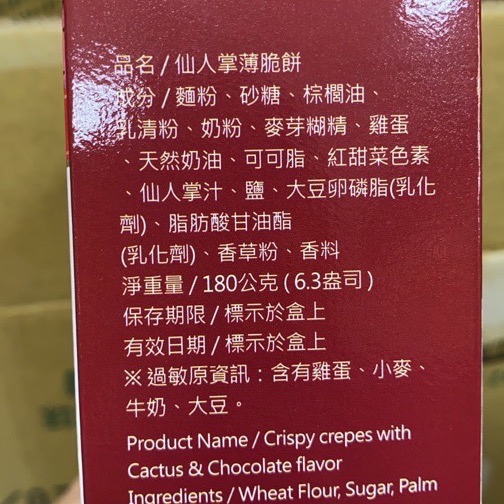 品名 / 仙人掌薄脆餅
成分 / 麵粉、砂糖、棕櫚油、
乳清粉、奶粉、麥芽糊精、雞蛋
、天然奶油、可可脂、紅甜菜色素
、仙人掌汁、鹽、大豆卵磷脂(乳化
劑)、脂肪酸甘油酯
(乳化劑)、香草粉、香料
淨重量 / 180公克 ( 6.3盎司 )
保存期限 / 標示於盒上
有效日期 / 標示於盒上
※ 過敏原資訊：含有雞蛋、小麥、
牛奶、大豆。
Product Name / Crispy crepes with
Cactus & Chocolate flavor
Ingredients / Wheat Flour, Sugar, Palm